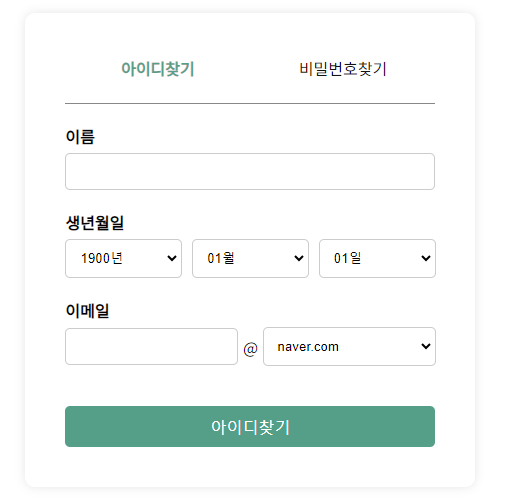 아이디찾기 비밀번호찾기
이름
생년월일
1900년 01월 01일
이메일
@ naver.com
아이디찾기